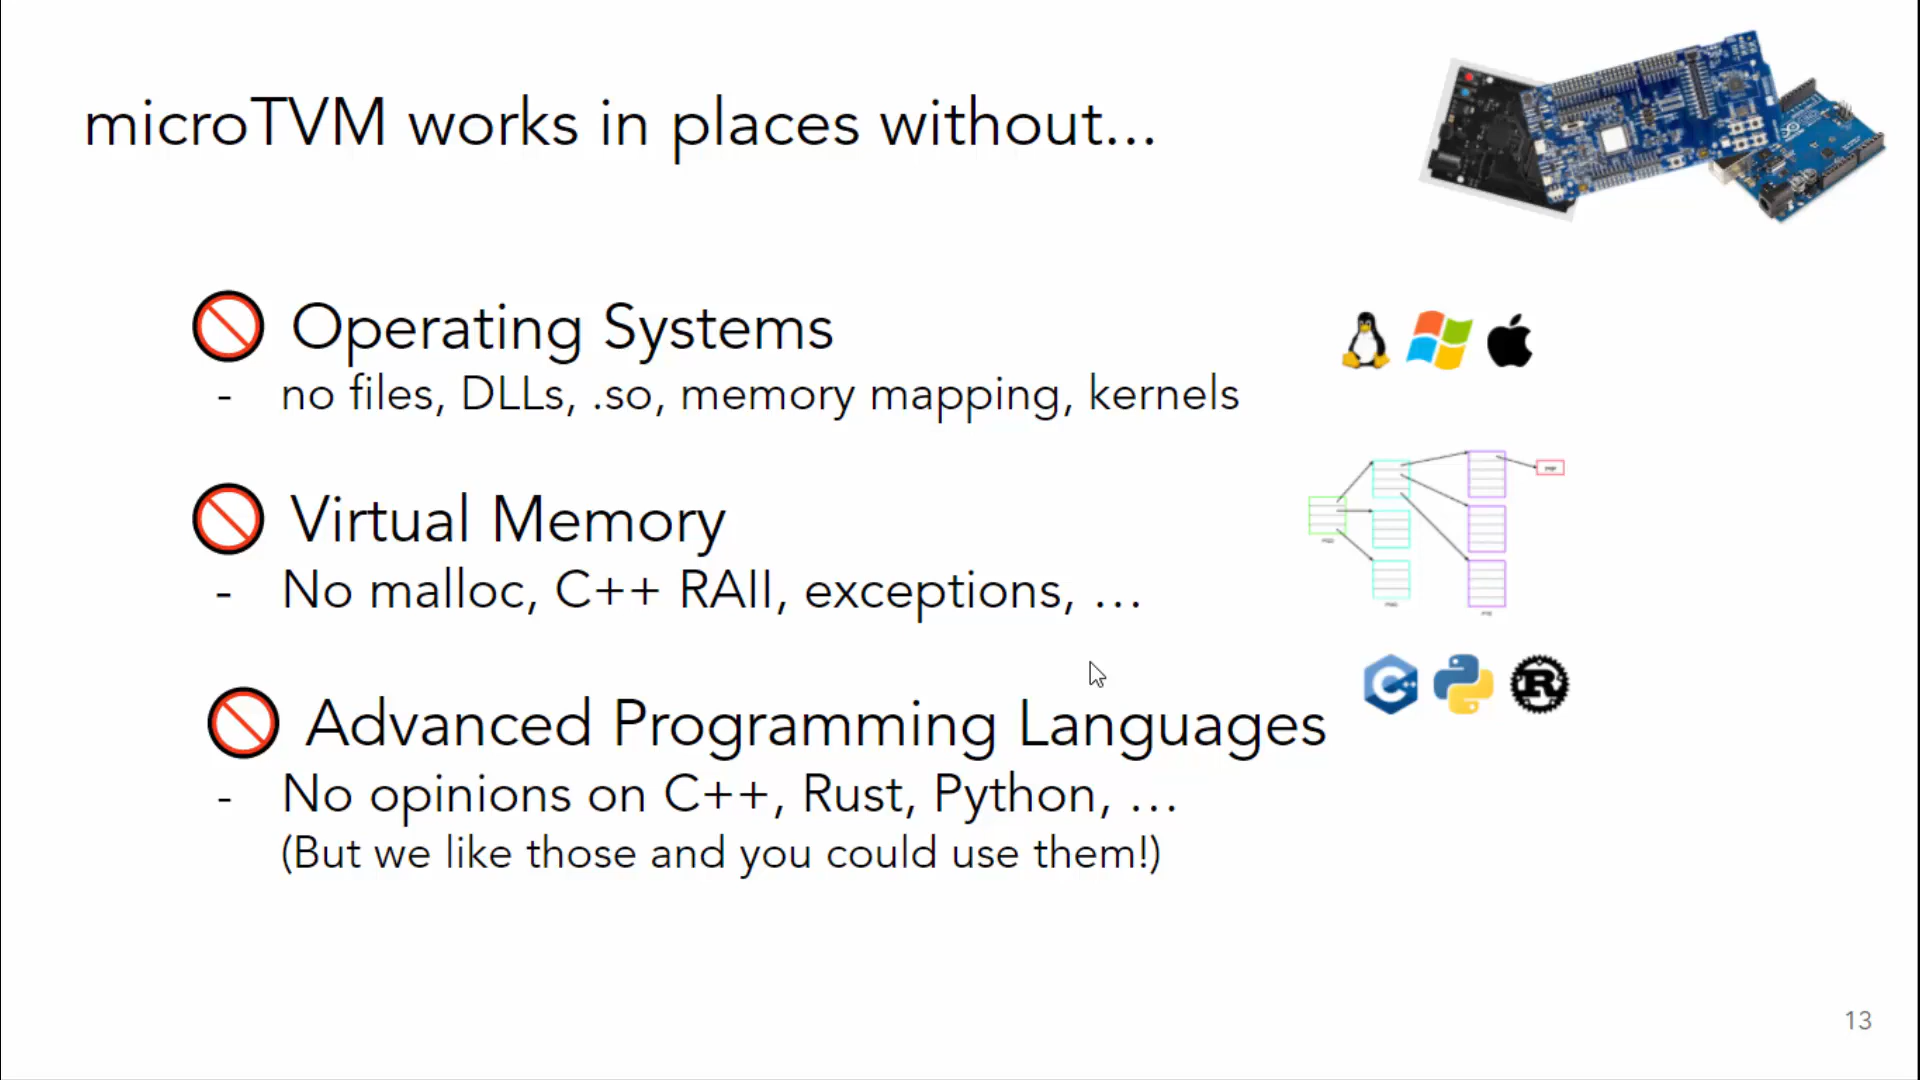 microTVM works in places without...
Operating Systems
- no files, DLLs, .so, memory mapping, kernels
Virtual Memory
- No malloc, C++ RAII, exceptions, …
Advanced Programming Languages
- No opinions on C++, Rust, Python, …
(But we like those and you could use them!)
13